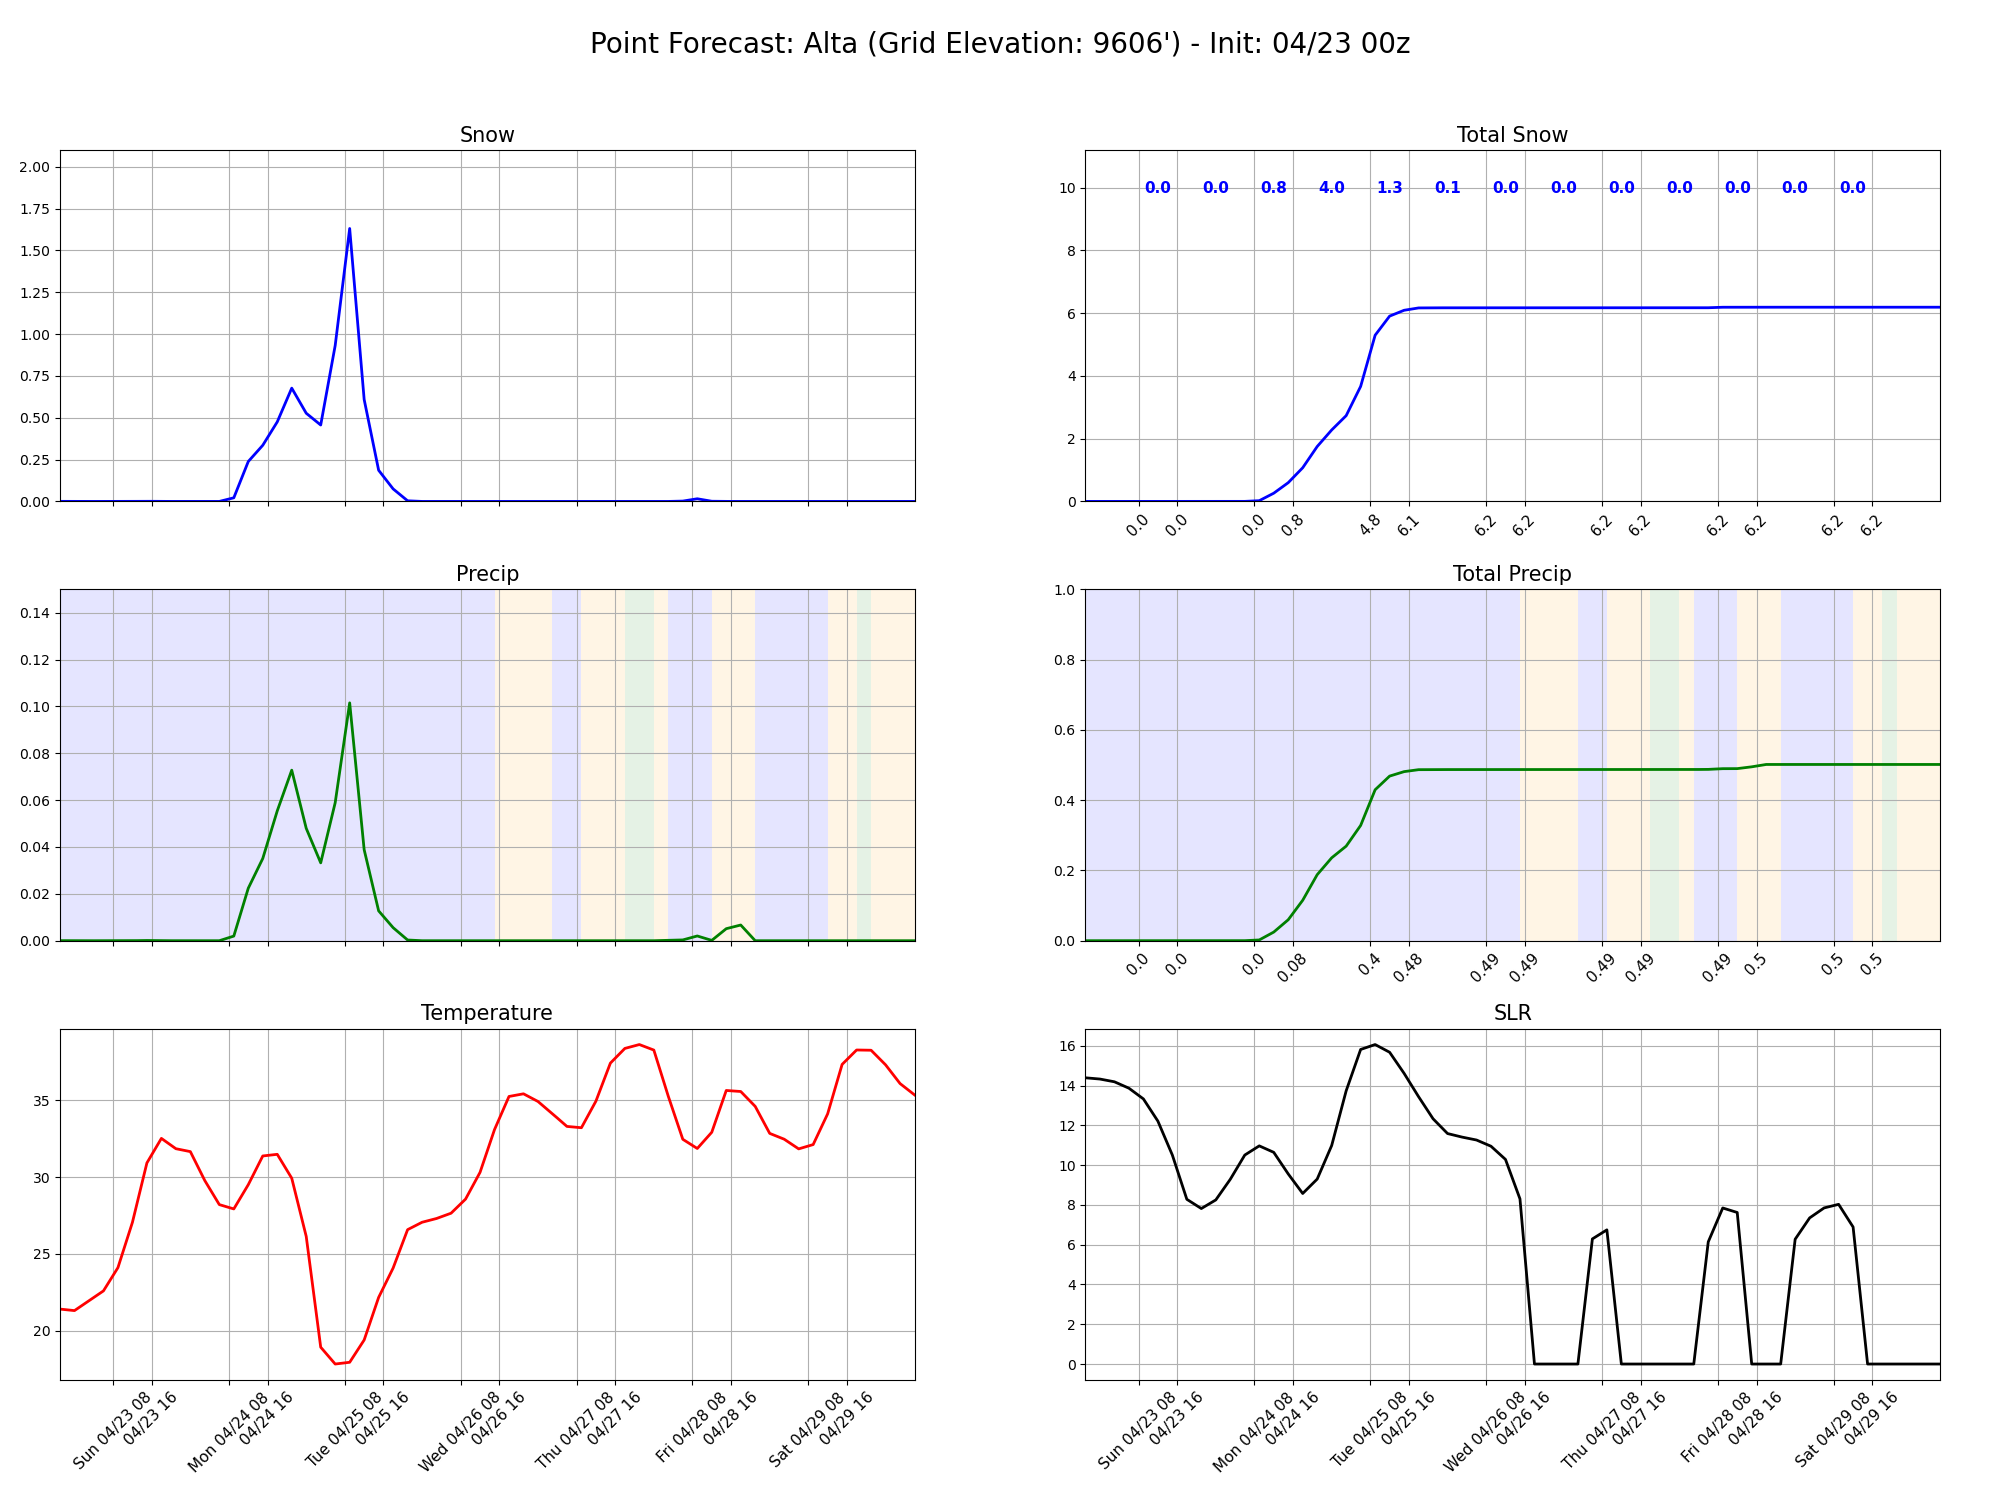 Point Forecast: Alta (Grid Elevation: 9606') - Init: 04/23 00z
Snow
2.00
1.75
1.50
1.25
1.00
0.75
0.50
0.25
0.00
Total Snow
10
8
6
4
2
0
0.0 0.0 0.8 4.0 1.3 0.1 0.0 0.0 0.0 0.0 0.0 0.0 0.0
0.0 0.0 0.0 0.8 4.8 6.1 6.2 6.2 6.2 6.2 6.2 6.2 6.2 6.2
Precip
0.14
0.12
0.10
0.08
0.06
0.04
0.02
0.00
Total Precip
1.0
0.8
0.6
0.4
0.2
0.0
0.0 0.0 0.0 0.08 0.4 0.48 0.49 0.49 0.49 0.49 0.49 0.5 0.5 0.5
Temperature
35
30
25
20
Sun 04/23 08
04/23 16
Mon 04/24 08
04/24 16
Tue 04/25 08
04/25 16
Wed 04/26 08
04/26 16
Thu 04/27 08
04/27 16
Fri 04/28 08
04/28 16
Sat 04/29 08
04/29 16
SLR
16
14
12
10
8
6
4
2
0
Sun 04/23 08
04/23 16
Mon 04/24 08
04/24 16
Tue 04/25 08
04/25 16
Wed 04/26 08
04/26 16
Thu 04/27 08
04/27 16
Fri 04/28 08
04/28 16
Sat 04/29 08
04/29 16